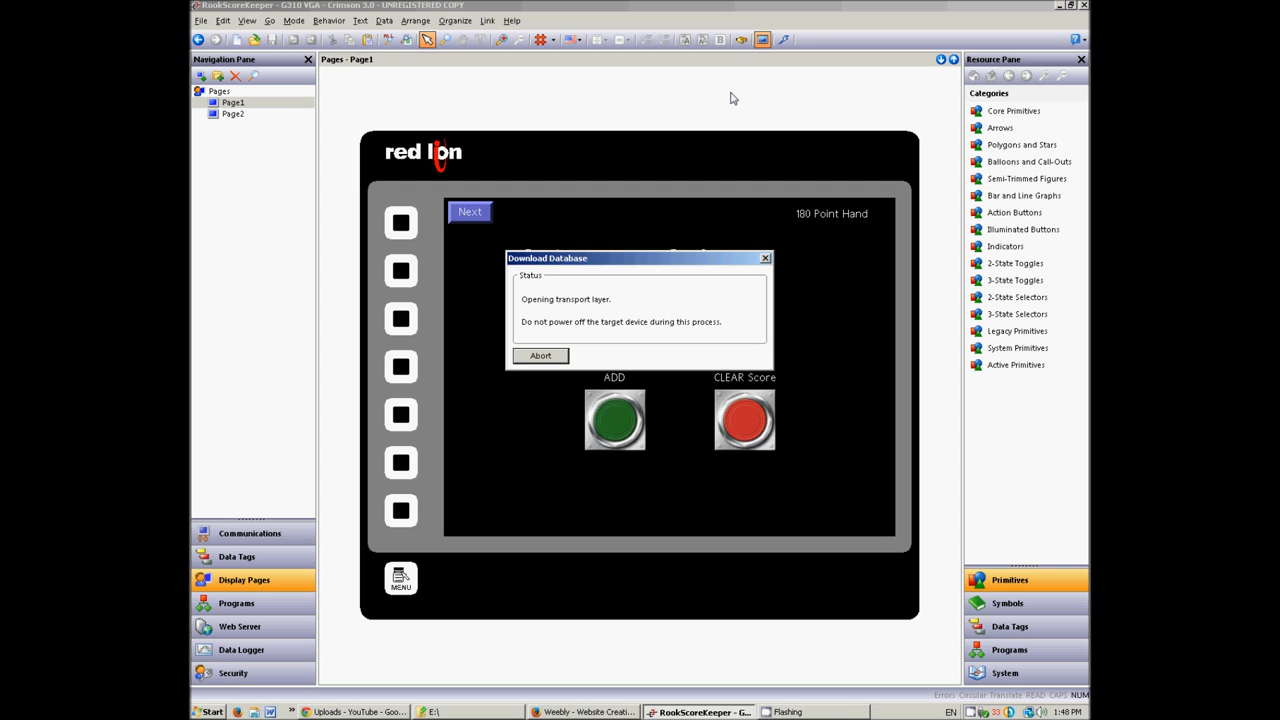 RookScoreKeeper - G310 VGA - Crimson 3.0 - UNREGISTERED COPY
File Edit View Go Mode Behavior Text Data Arrange Organize Link Help
Navigation Pane
Pages - Page1
Resource Pane
Pages
Page1
Page2
Categories
Core Primitives
Arrows
Polygons and Stars
Balloons and Call-Outs
Semi-Trimmed Figures
Bar and Line Graphs
Action Buttons
Illuminated Buttons
Indicators
2-State Toggles
3-State Toggles
2-State Selectors
3-State Selectors
Legacy Primitives
System Primitives
Active Primitives
red lion
Next
180 Point Hand
Download Database
Status
Opening transport layer.
Do not power off the target device during this process.
Abort
ADD
CLEAR Score
MENU
Communications
Data Tags
Display Pages
Programs
Web Server
Data Logger
Security
Primitives
Symbols
Data Tags
Programs
System
Errors Circular Translate READ CAPS NUM
Start
Uploads - YouTube - Goo...
E:\
Weebly - Website Creati...
RookScoreKeeper - G...
Flashing
EN
33
1:48 PM